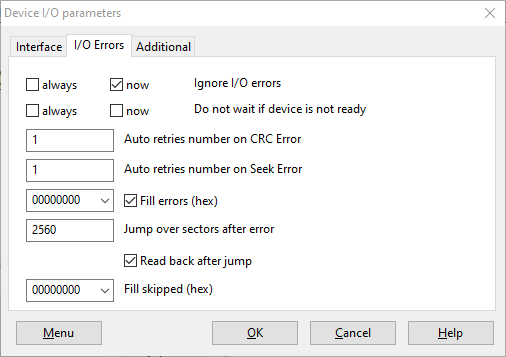 Device I/O parameters
Interface I/O Errors Additional
always now Ignore I/O errors
always now Do not wait if device is not ready
1 Auto retries number on CRC Error
1 Auto retries number on Seek Error
00000000 Fill errors (hex)
2560 Jump over sectors after error
Read back after jump
00000000 Fill skipped (hex)
Menu OK Cancel Help